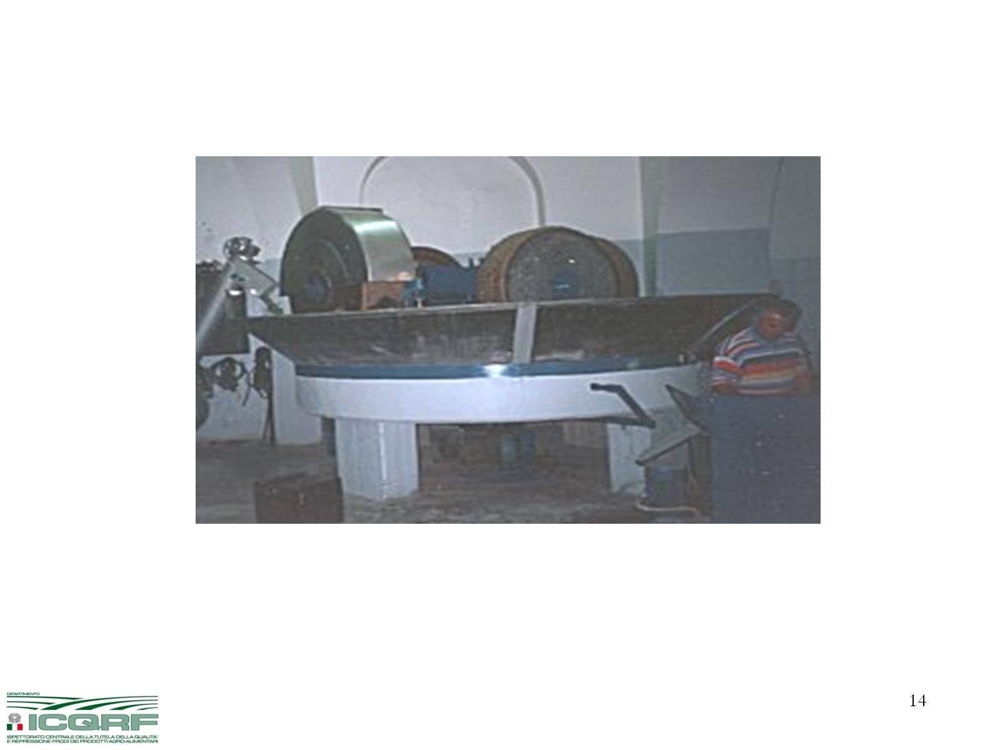 DIPARTIMENTO
ICQRF
ISPETTORATO CENTRALE DELLA TUTELA DELLA QUALITA'
E REPRESSIONE FRODI DEI PRODOTTI AGRO-ALIMENTARI
14